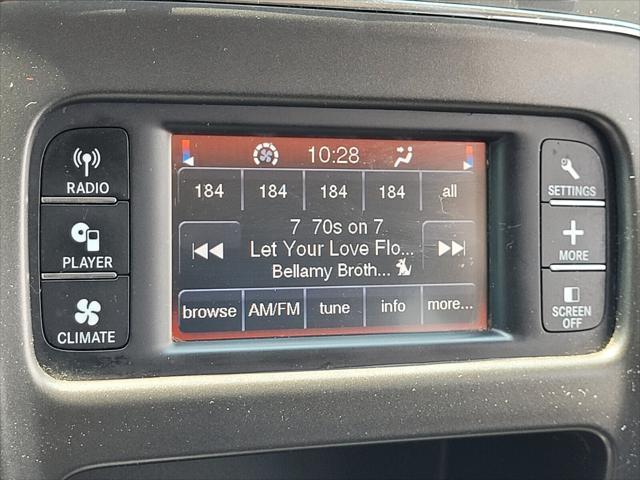 10:28
RADIO
184 184 184 184 all
SETTINGS
7 70s on 7
PLAYER
Let Your Love Flo...
MORE
Bellamy Broth...
browse AM/FM tune info more...
CLIMATE
SCREEN
OFF